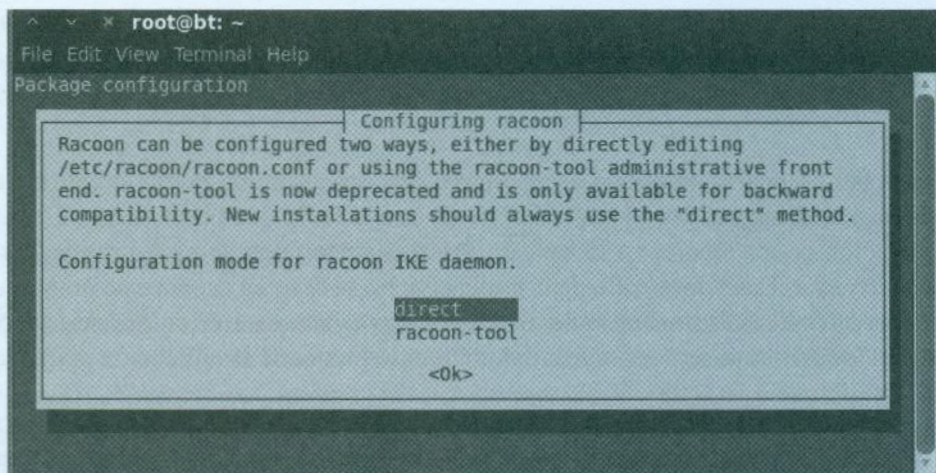 root@bt: ~
File Edit View Terminal Help
Package configuration
Configuring racoon
Racoon can be configured two ways, either by directly editing
/etc/racoon/racoon.conf or using the racoon-tool administrative front
end. racoon-tool is now deprecated and is only available for backward
compatibility. New installations should always use the "direct" method.
Configuration mode for racoon IKE daemon.
direct
racoon-tool
<Ok>